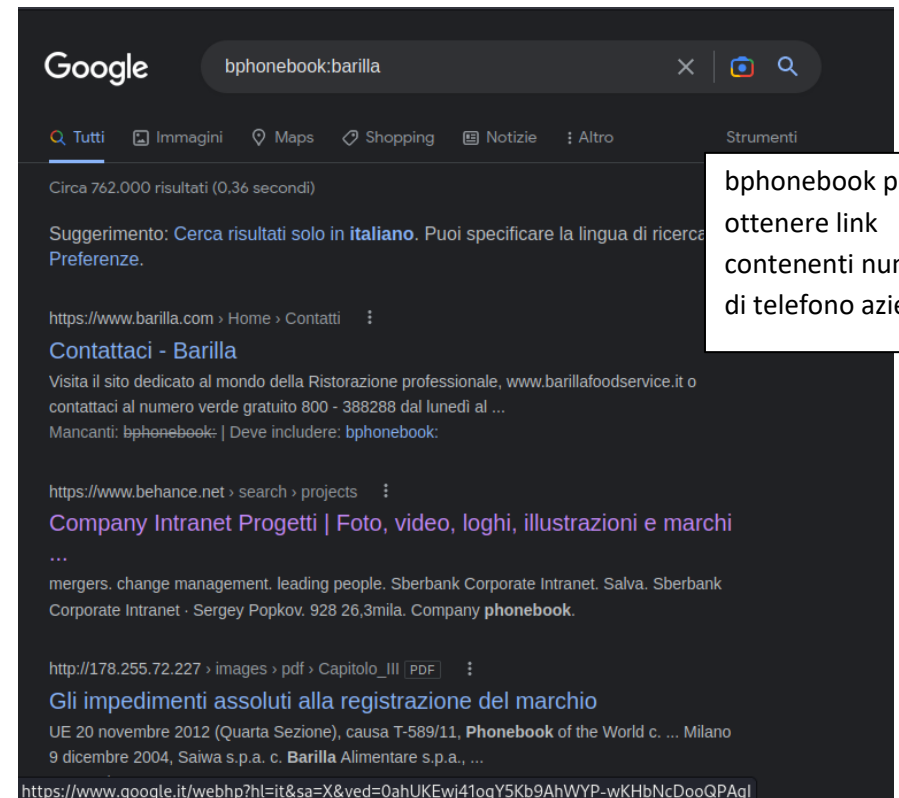 Google
bphonebook:barilla
Tutti Immagini Maps Shopping Notizie Altro Strumenti
Circa 762.000 risultati (0,36 secondi)
Suggerimento: Cerca risultati solo in italiano. Puoi specificare la lingua di ricerca
Preferenze.
bphonebook p
ottenere link
contenenti nu
di telefono azi
https://www.barilla.com › Home › Contatti
Contattaci - Barilla
Visita il sito dedicato al mondo della Ristorazione professionale, www.barillafoodservice.it o
contattaci al numero verde gratuito 800 - 388288 dal lunedì al ...
Mancanti: bphonebook: | Deve includere: bphonebook:
https://www.behance.net › search › projects
Company Intranet Progetti | Foto, video, loghi, illustrazioni e marchi
...
mergers. change management. leading people. Sberbank Corporate Intranet. Salva. Sberbank
Corporate Intranet · Sergey Popkov. 928 26,3mila. Company phonebook.
http://178.255.72.227 › images › pdf › Capitolo_III PDF
Gli impedimenti assoluti alla registrazione del marchio
UE 20 novembre 2012 (Quarta Sezione), causa T-589/11, Phonebook of the World c. ... Milano
9 dicembre 2004, Saiwa s.p.a. c. Barilla Alimentare s.p.a., ...
https://www.google.it/webhp?hl=it&sa=X&ved=0ahUKEwj41oqY5Kb9AhWYP-wKHbNcDooQPAgI